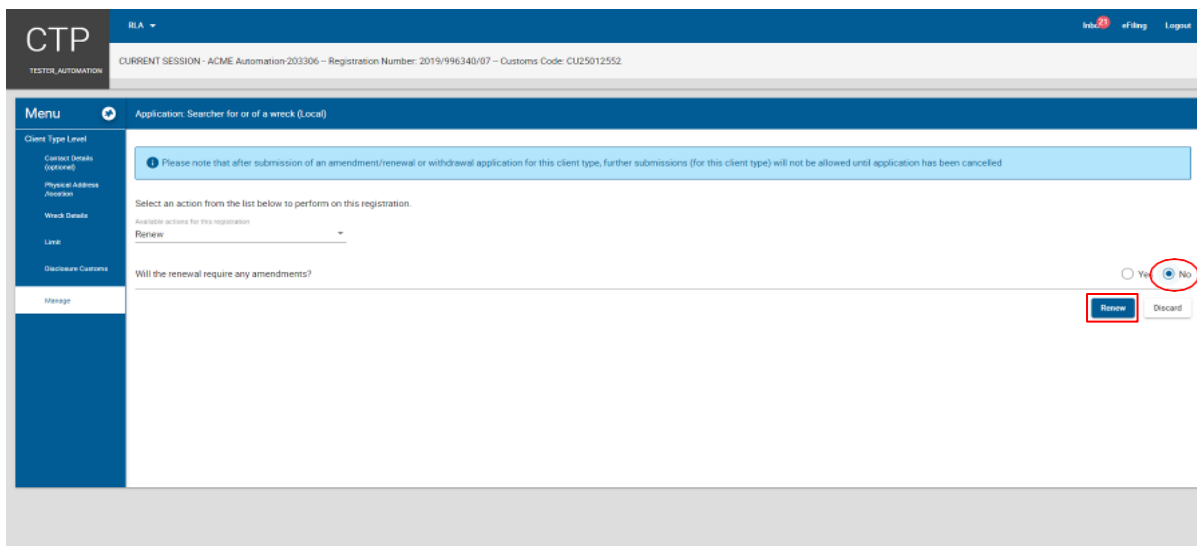 CTP
TESTER_AUTOMATION
RLA
21
eFiling
Logout
CURRENT SESSION - ACME Automation-203306 – Registration Number: 2019/996340/07 – Customs Code: CU25012552
Menu
Application: Searcher for or of a wreck (Local)
Client Type Level
Contact Details
(optional)
Physical Address
Wreck Details
Limit
Disclosure Customs
Manage
Please note that after submission of an amendment/renewal or withdrawal application for this client type, further submissions (for this client type) will not be allowed until application has been cancelled
Select an action from the list below to perform on this registration.
Available actions for this registration
Renew
Will the renewal require any amendments?
No
Renew
Discard